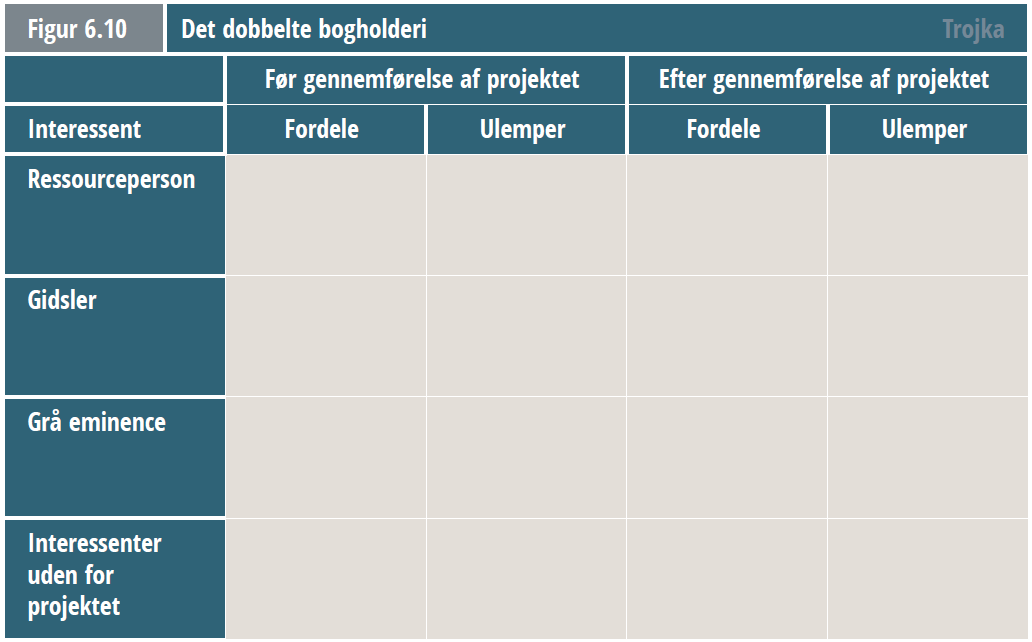 Figur 6.10
Det dobbelte bogholderi
Trojka
Før gennemførelse af projektet
Efter gennemførelse af projektet
Interessent
Fordele
Ulemper
Fordele
Ulemper
Ressourceperson
Gidsler
Grå eminence
Interessenter
uden for
projektet